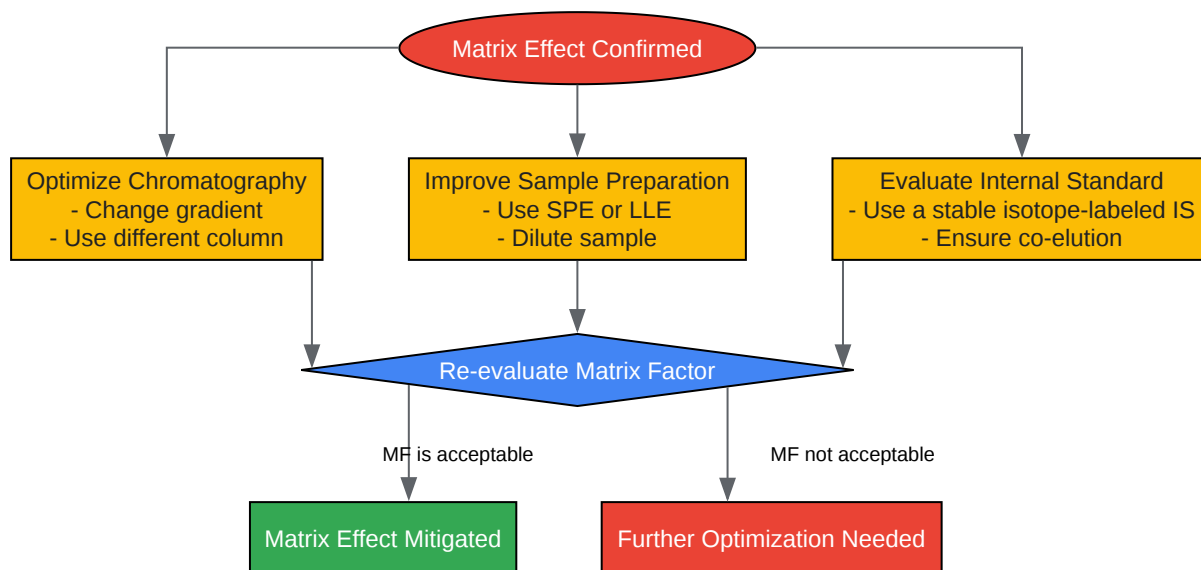 Matrix Effect Confirmed
Optimize Chromatography
- Change gradient
- Use different column
Improve Sample Preparation
- Use SPE or LLE
- Dilute sample
Evaluate Internal Standard
- Use a stable isotope-labeled IS
- Ensure co-elution
Re-evaluate Matrix Factor
MF is acceptable
MF not acceptable
Matrix Effect Mitigated
Further Optimization Needed